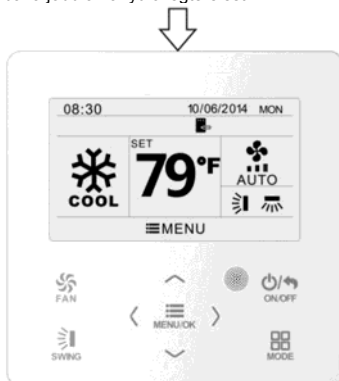 08:30 10/06/2014 MON
SET
79°F
COOL
AUTO
MENU
FAN
MENU/OK
ON/OFF
SWING
MODE